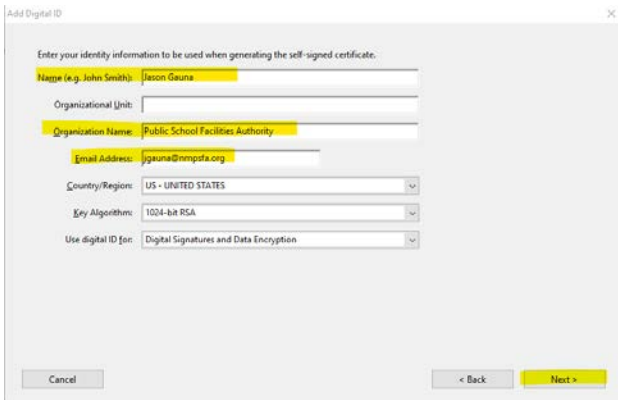 Add Digital ID
Enter your identity information to be used when generating the self-signed certificate.
Name (e.g. John Smith): Jason Gauna
Organizational Unit:
Organization Name: Public School Facilities Authority
Email Address: jgauna@nmpsfa.org
Country/Region: US - UNITED STATES
Key Algorithm: 1024-bit RSA
Use digital ID for: Digital Signatures and Data Encryption
Cancel < Back Next >